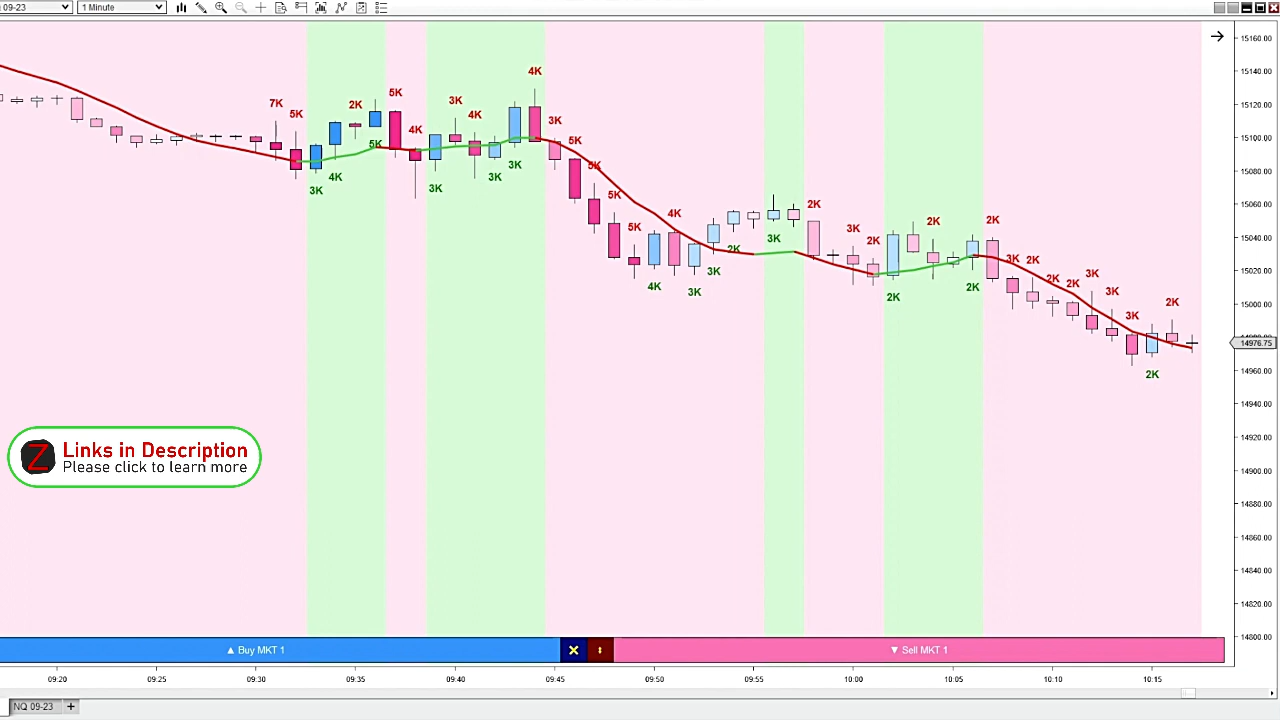 09-23
1 Minute
15160.00
15140.00
15120.00
15100.00
15080.00
15060.00
15040.00
15020.00
15000.00
14976.75
14960.00
14940.00
14920.00
14900.00
14880.00
14860.00
14840.00
14820.00
14800.00
7K 5K 2K 5K 4K 3K 4K 4K 3K 5K 5K 5K 5K 4K 2K 3K 2K 2K 2K 3K 2K 2K 2K 3K 3K 3K 2K
3K 4K 5K 3K 3K 3K 4K 3K 3K 2K 3K 2K 2K 2K
Links in Description
Please click to learn more
▲ Buy MKT 1
▼ Sell MKT 1
09:20 09:25 09:30 09:35 09:40 09:45 09:50 09:55 10:00 10:05 10:10 10:15
NQ 09-23 +